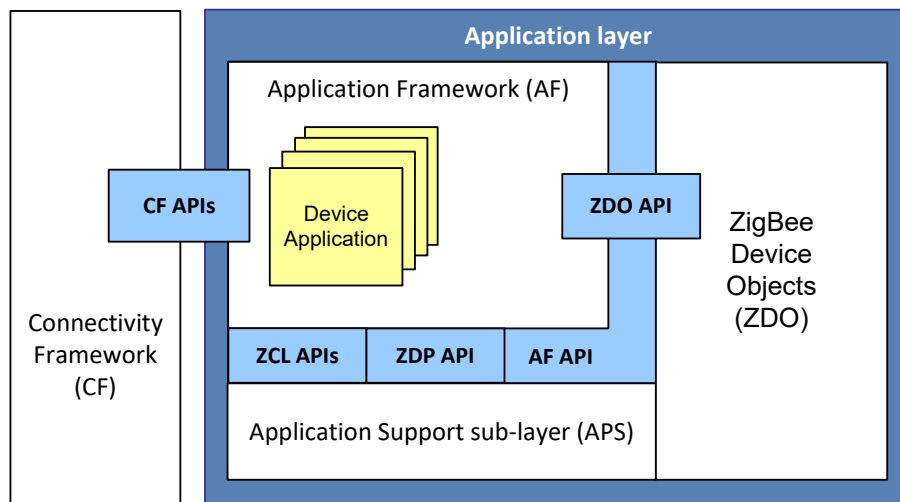 Application layer
Application Framework (AF)
Device
Application
CF APIs
ZDO API
ZigBee
Device
Objects
(ZDO)
Connectivity
Framework
(CF)
ZCL APIs
ZDP API
AF API
Application Support sub-layer (APS)